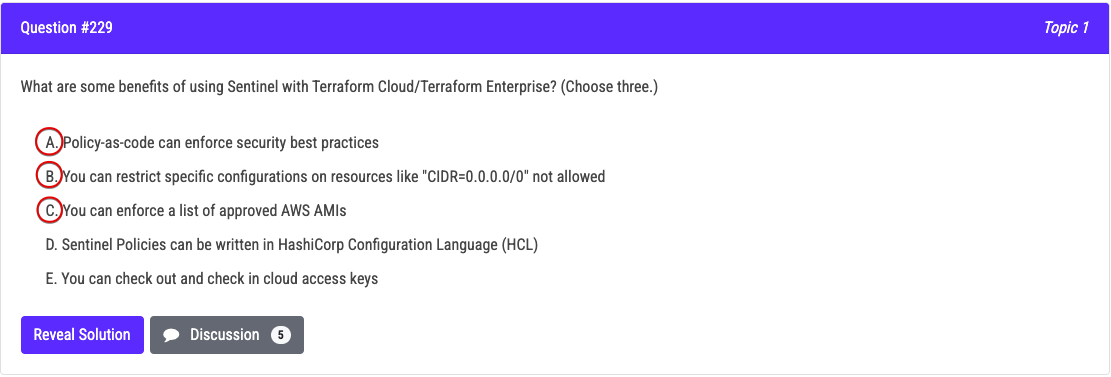 Question #229
Topic 1
What are some benefits of using Sentinel with Terraform Cloud/Terraform Enterprise? (Choose three.)
A. Policy-as-code can enforce security best practices
B. You can restrict specific configurations on resources like "CIDR=0.0.0.0/0" not allowed
C. You can enforce a list of approved AWS AMIs
D. Sentinel Policies can be written in HashiCorp Configuration Language (HCL)
E. You can check out and check in cloud access keys
Reveal Solution
Discussion 5